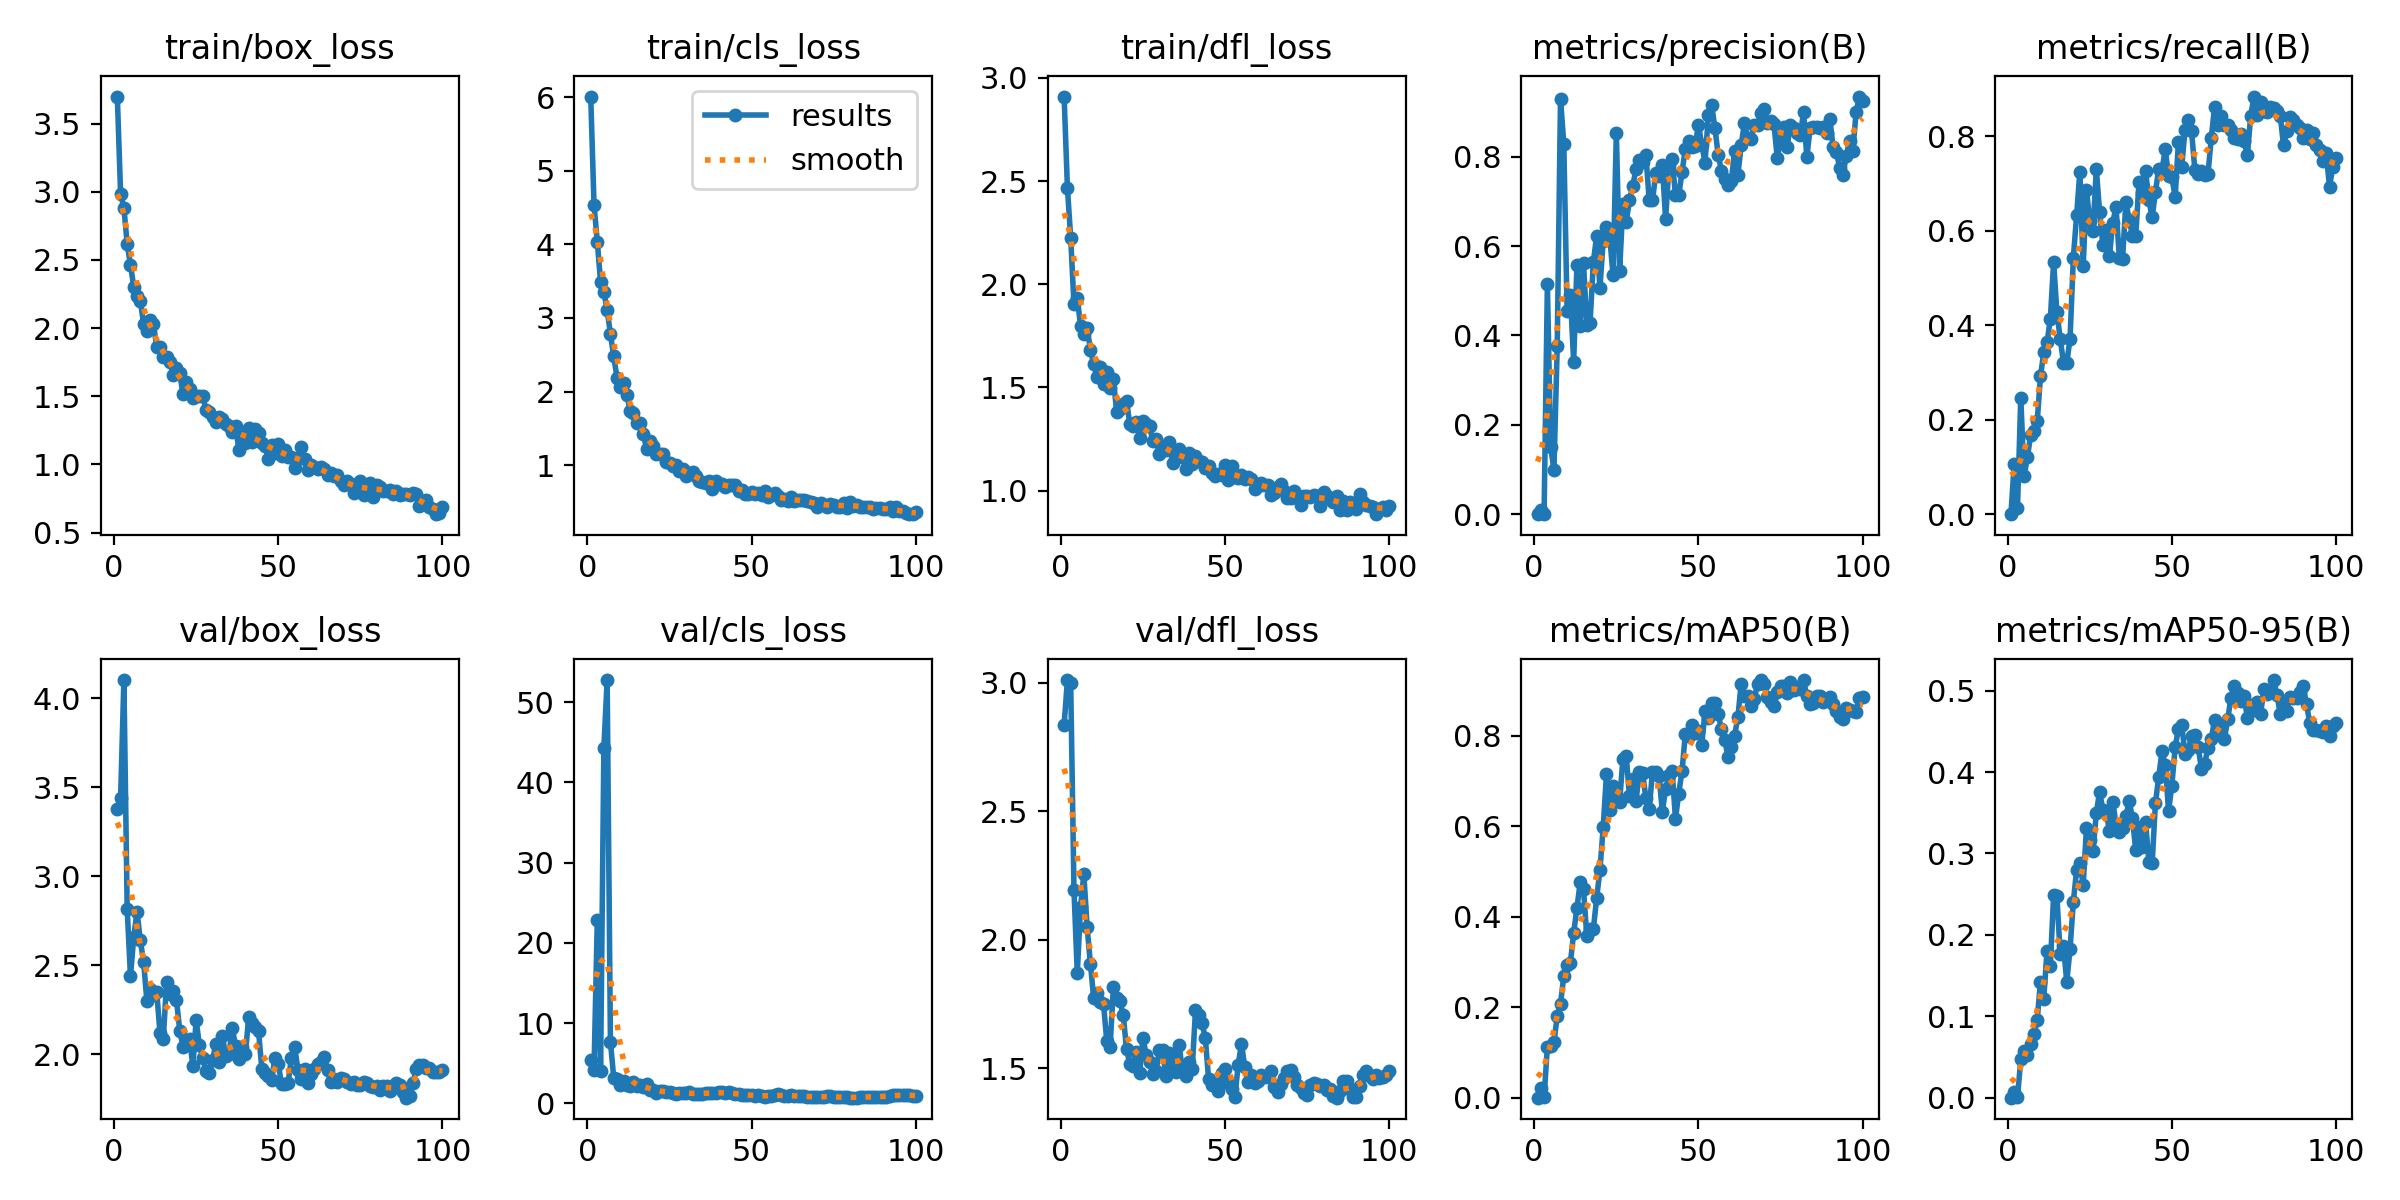 train/box_loss
3.5
3.0
2.5
2.0
1.5
1.0
0.5
0 50 100
train/cls_loss
results
smooth
6
5
4
3
2
1
0 50 100
train/dfl_loss
3.0
2.5
2.0
1.5
1.0
0 50 100
metrics/precision(B)
0.8
0.6
0.4
0.2
0.0
0 50 100
metrics/recall(B)
0.8
0.6
0.4
0.2
0.0
0 50 100
val/box_loss
4.0
3.5
3.0
2.5
2.0
0 50 100
val/cls_loss
50
40
30
20
10
0
0 50 100
val/dfl_loss
3.0
2.5
2.0
1.5
0 50 100
metrics/mAP50(B)
0.8
0.6
0.4
0.2
0.0
0 50 100
metrics/mAP50-95(B)
0.5
0.4
0.3
0.2
0.1
0.0
0 50 100